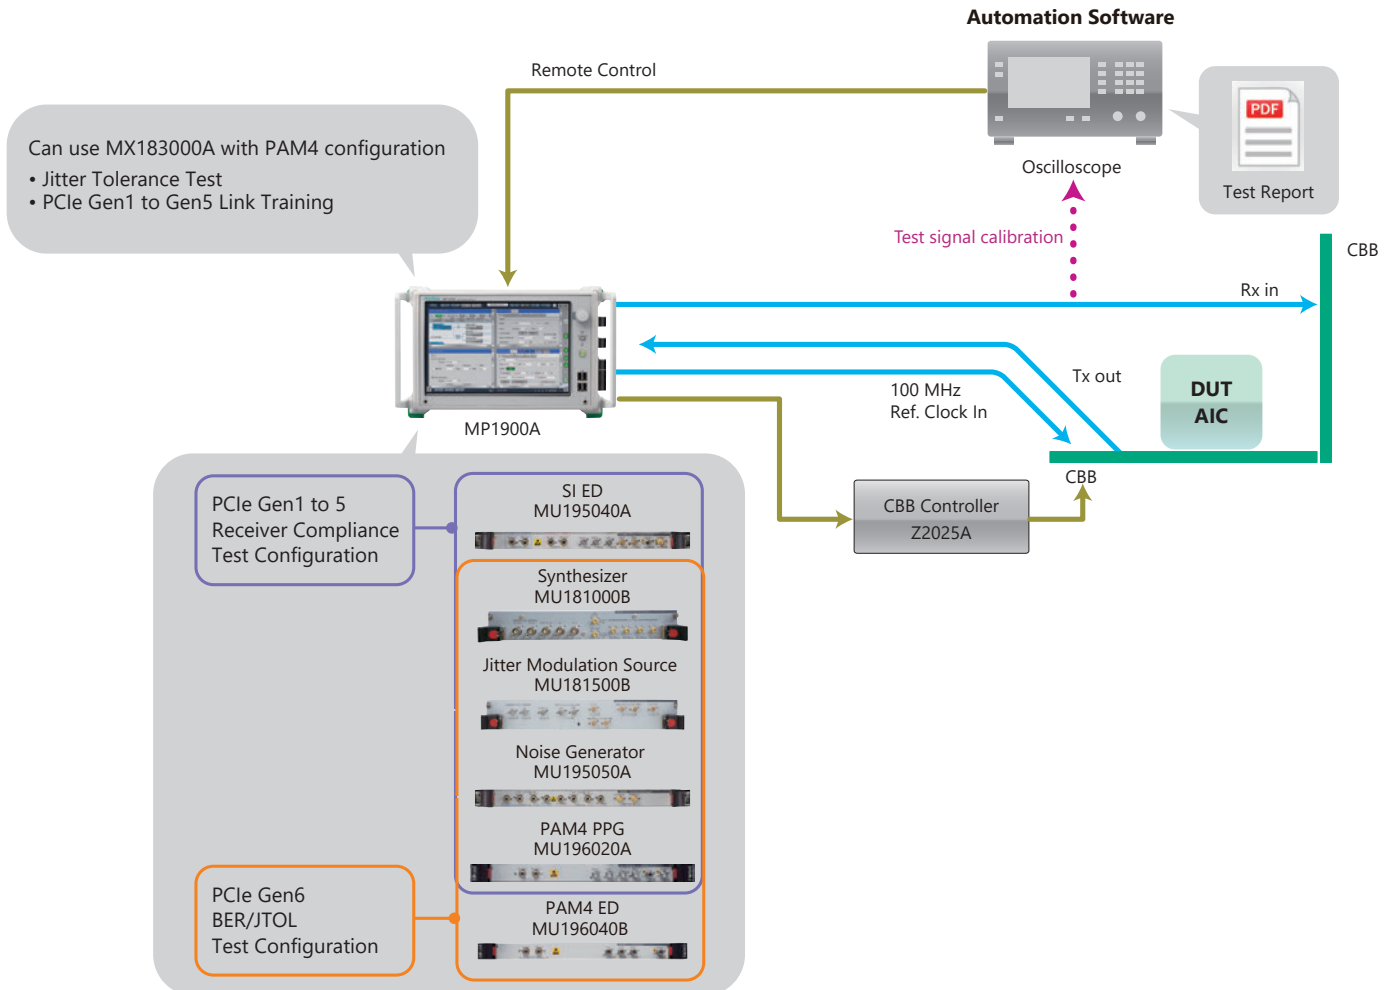 Automation Software
Remote Control
PDF
Can use MX183000A with PAM4 configuration
• Jitter Tolerance Test
• PCIe Gen1 to Gen5 Link Training
Oscilloscope
Test Report
Test signal calibration
CBB
Rx in
Tx out
100 MHz
Ref. Clock In
DUT
AIC
MP1900A
CBB
CBB Controller
Z2025A
PCIe Gen1 to 5
Receiver Compliance
Test Configuration
SI ED
MU195040A
Synthesizer
MU181000B
Jitter Modulation Source
MU181500B
Noise Generator
MU195050A
PAM4 PPG
MU196020A
PCIe Gen6
BER/JTOL
Test Configuration
PAM4 ED
MU196040B